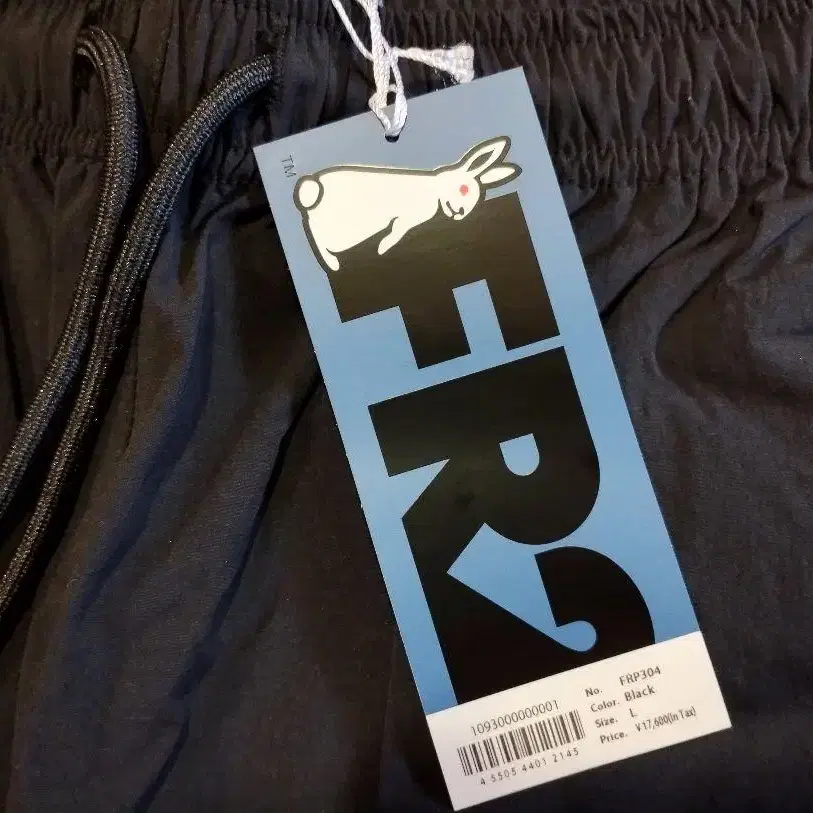 TM
FR2
1093000000001
4 5505 4401 2145
No. FRP304
Color. Black
Size. L
Price. ¥17,600(In Tax)